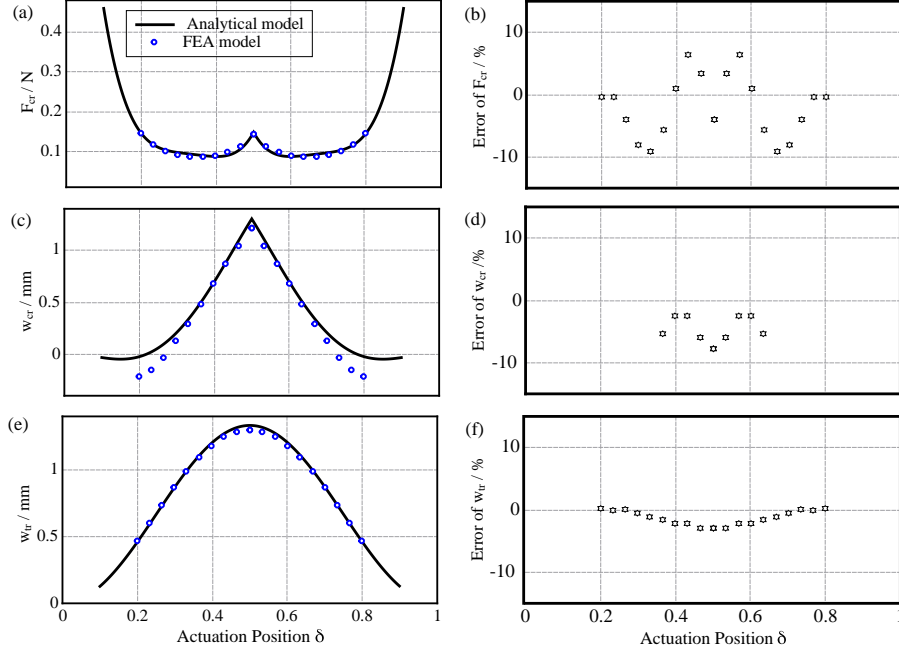 (a)
0.4
0.3
0.2
0.1
F_cr / N
Analytical model
FEA model
(b)
10
0
-10
Error of F_cr / %
(c)
1
0.5
0
w_cr / mm
(d)
10
0
-10
Error of w_cr /%
(e)
1
0.5
0
w_tr / mm
0
0.2
0.4
0.6
0.8
1
Actuation Position δ
(f)
10
0
-10
Error of w_tr / %
0
0.2
0.4
0.6
0.8
1
Actuation Position δ